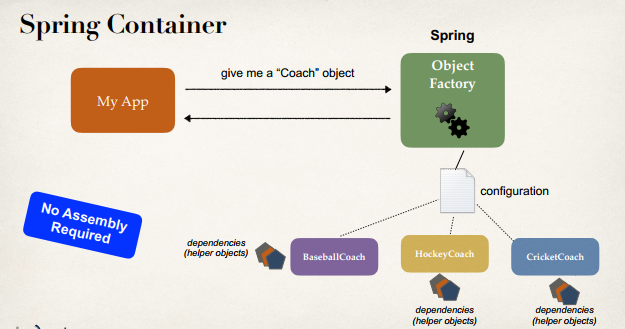 Spring Container
Spring
give me a “Coach” object
Object
Factory
My App
configuration
No Assembly
Required
dependencies
(helper objects)
BaseballCoach
HockeyCoach
CricketCoach
dependencies
(helper objects)
dependencies
(helper objects)